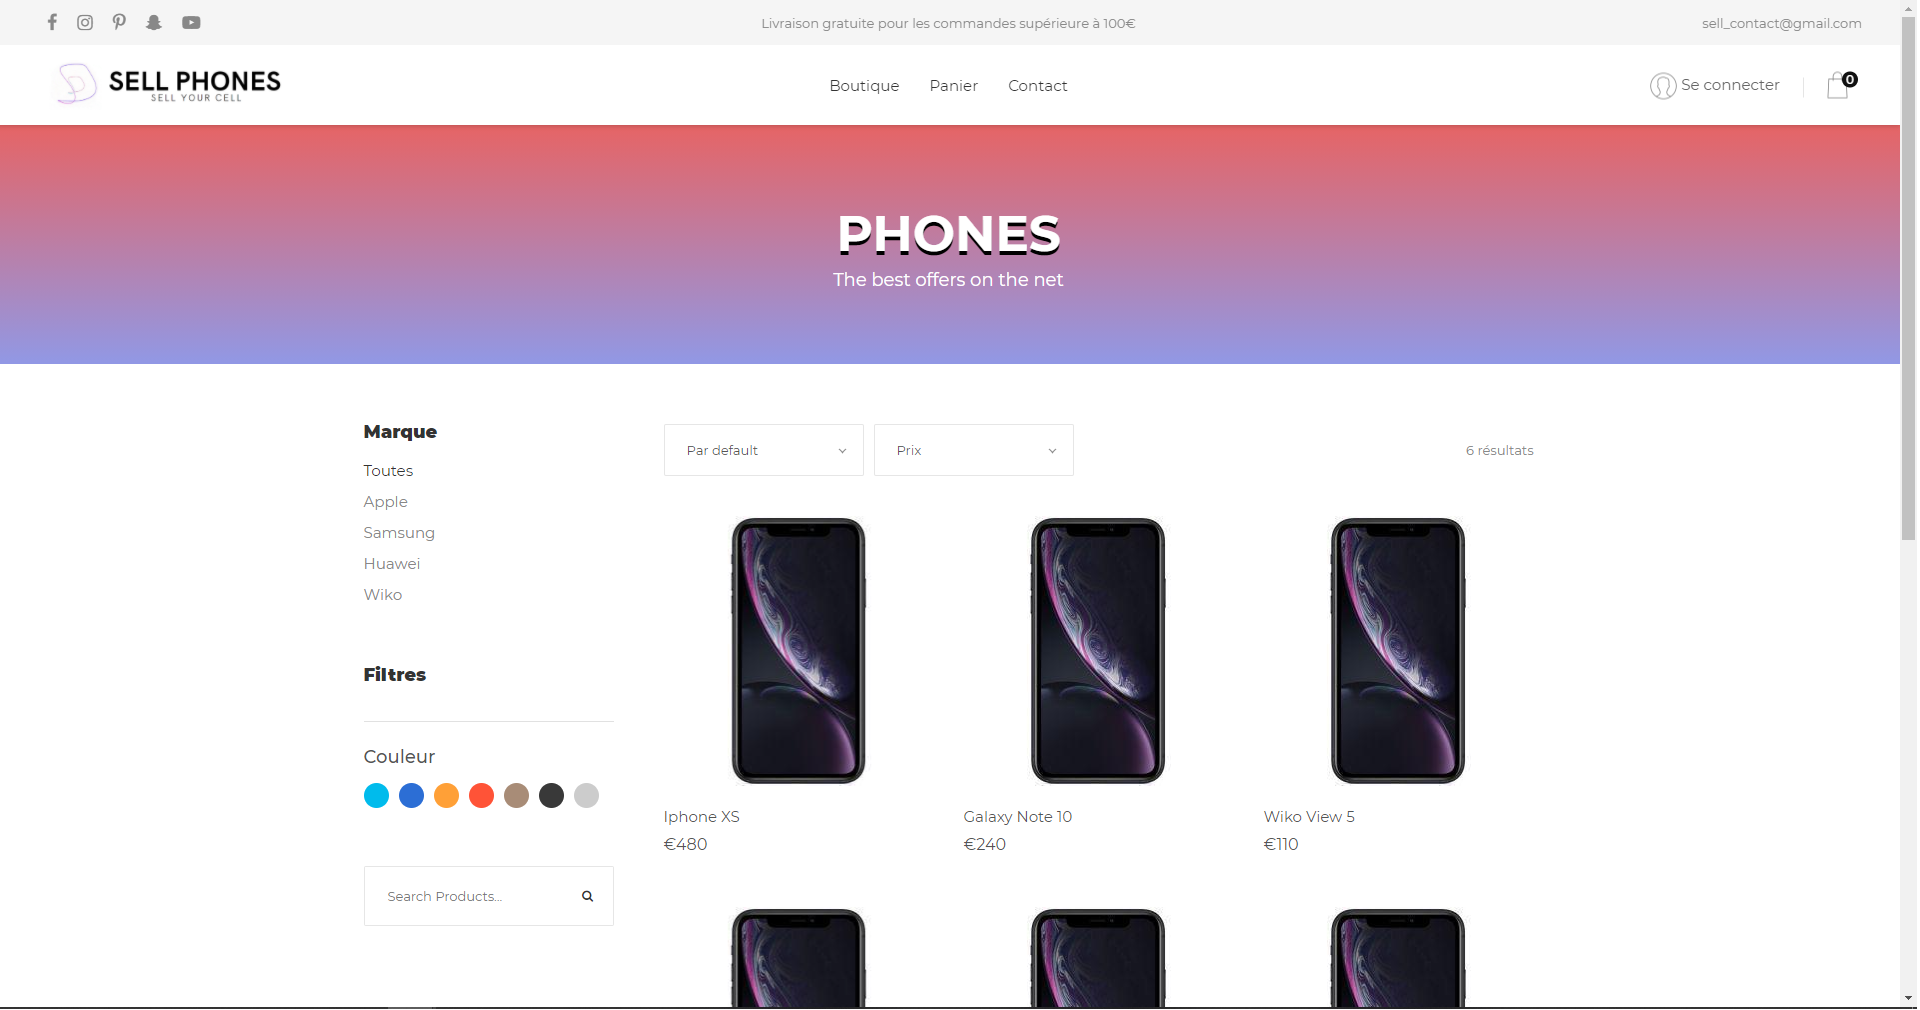 Livraison gratuite pour les commandes supérieure à 100€
sell_contact@gmail.com
SELL PHONES
SELL YOUR CELL
Boutique
Panier
Contact
Se connecter
0
PHONES
The best offers on the net
Marque
Toutes
Apple
Samsung
Huawei
Wiko
Filtres
Couleur
Search Products...
Par default
Prix
6 résultats
Iphone XS
€480
Galaxy Note 10
€240
Wiko View 5
€110